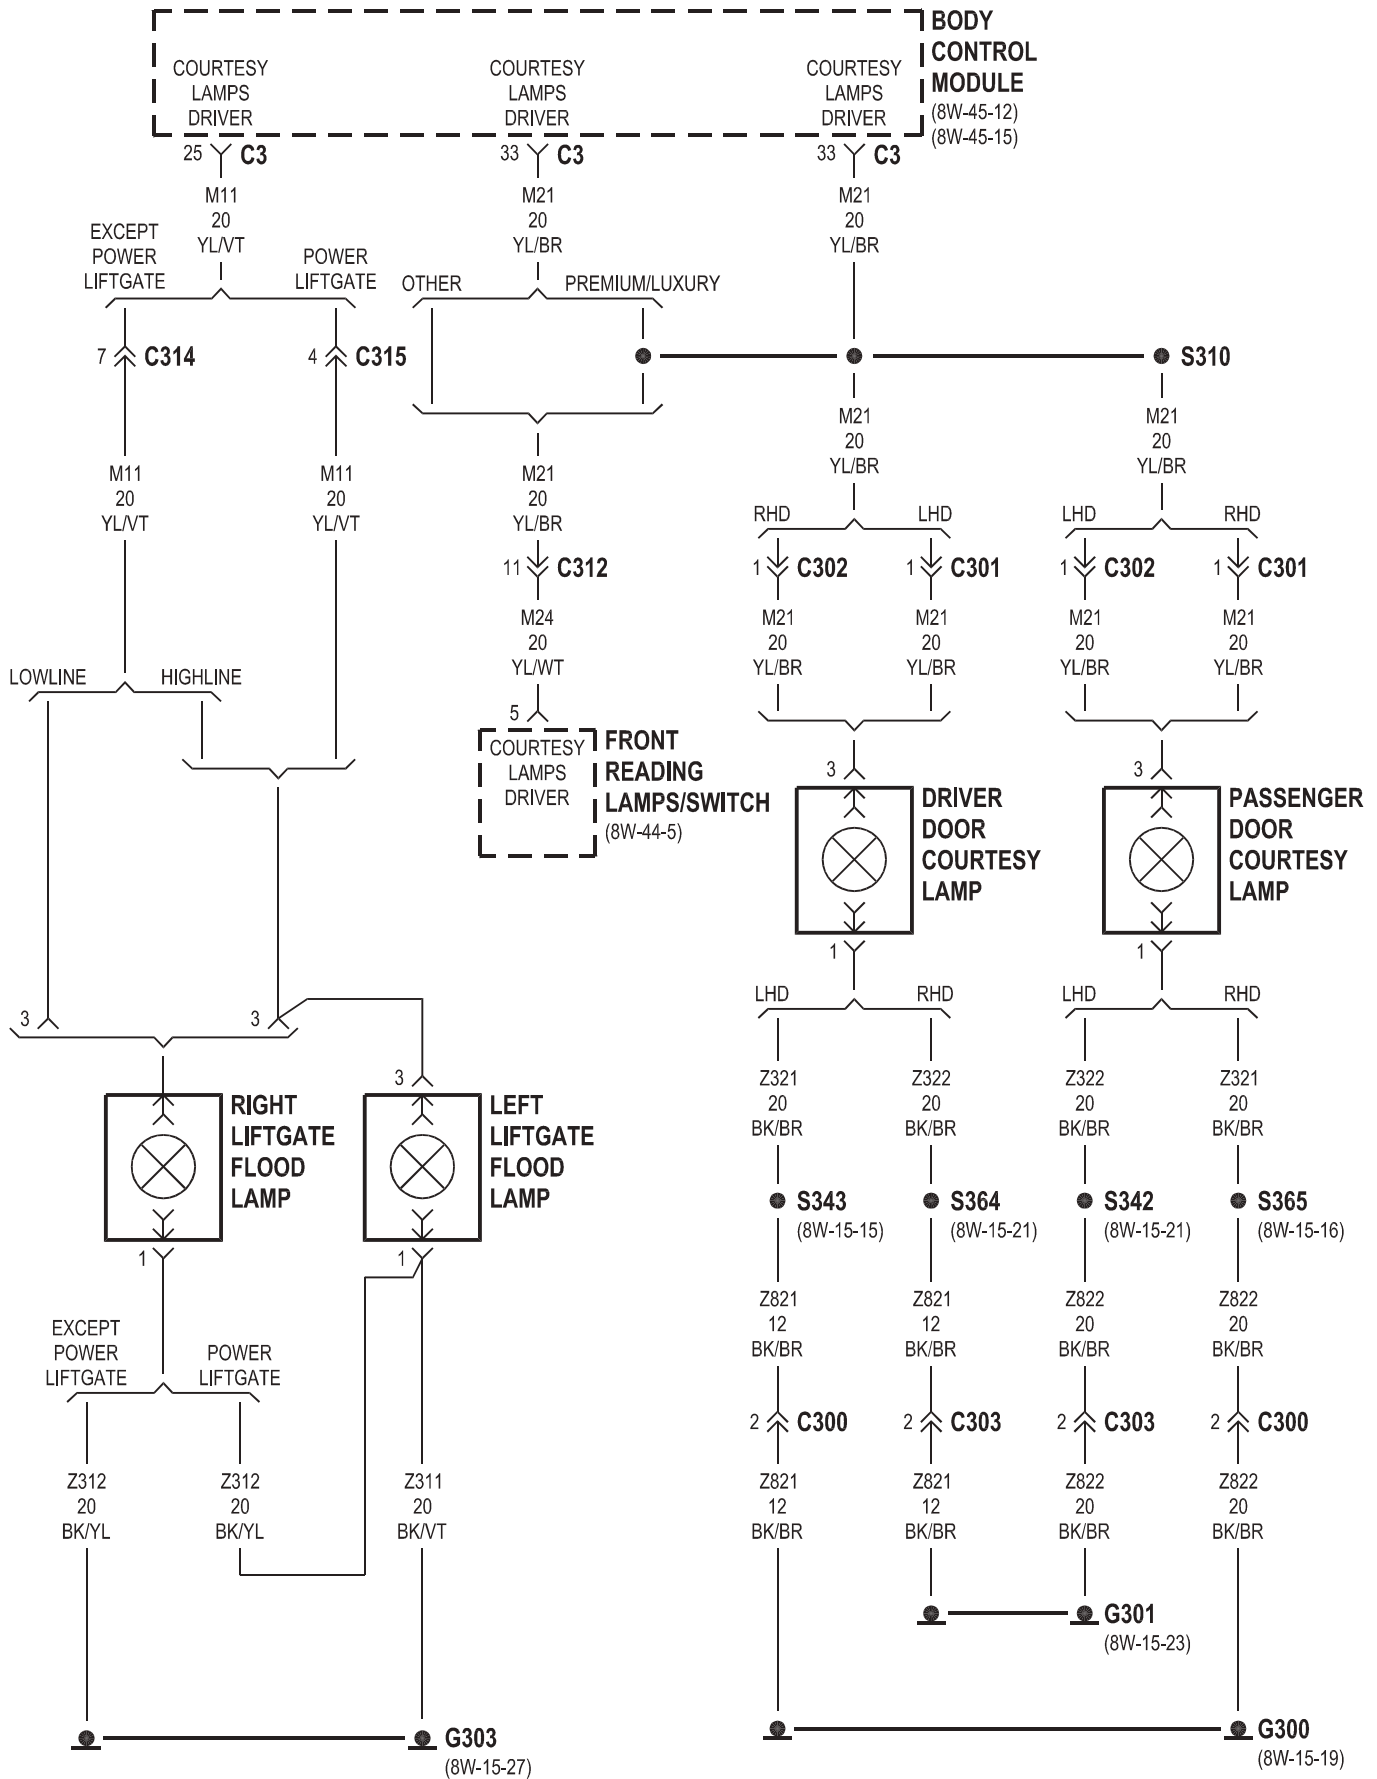 BODY
CONTROL
MODULE
(8W-45-12)
(8W-45-15)
COURTESY
LAMPS
DRIVER
COURTESY
LAMPS
DRIVER
COURTESY
LAMPS
DRIVER
25 C3
33 C3
33 C3
M11
20
YL/VT
M21
20
YL/BR
M21
20
YL/BR
EXCEPT
POWER
LIFTGATE
POWER
LIFTGATE
OTHER
PREMIUM/LUXURY
7 C314
4 C315
S310
M11
20
YL/VT
M11
20
YL/VT
M21
20
YL/BR
M21
20
YL/BR
M21
20
YL/BR
RHD
LHD
LHD
RHD
11 C312
1 C302
1 C301
1 C302
1 C301
M24
20
YL/WT
M21
20
YL/BR
M21
20
YL/BR
M21
20
YL/BR
M21
20
YL/BR
LOWLINE
HIGHLINE
5
COURTESY
LAMPS
DRIVER
FRONT
READING
LAMPS/SWITCH
(8W-44-5)
3
DRIVER
DOOR
COURTESY
LAMP
1
3
PASSENGER
DOOR
COURTESY
LAMP
1
LHD
RHD
LHD
RHD
3
3
3
RIGHT
LIFTGATE
FLOOD
LAMP
1
LEFT
LIFTGATE
FLOOD
LAMP
1
Z321
20
BK/BR
Z322
20
BK/BR
Z322
20
BK/BR
Z321
20
BK/BR
S343
(8W-15-15)
S364
(8W-15-21)
S342
(8W-15-21)
S365
(8W-15-16)
Z821
12
BK/BR
Z821
12
BK/BR
Z822
20
BK/BR
Z822
20
BK/BR
EXCEPT
POWER
LIFTGATE
POWER
LIFTGATE
2 C300
2 C303
2 C303
2 C300
Z312
20
BK/YL
Z312
20
BK/YL
Z311
20
BK/VT
Z821
12
BK/BR
Z821
12
BK/BR
Z822
20
BK/BR
Z822
20
BK/BR
G301
(8W-15-23)
G303
(8W-15-27)
G300
(8W-15-19)